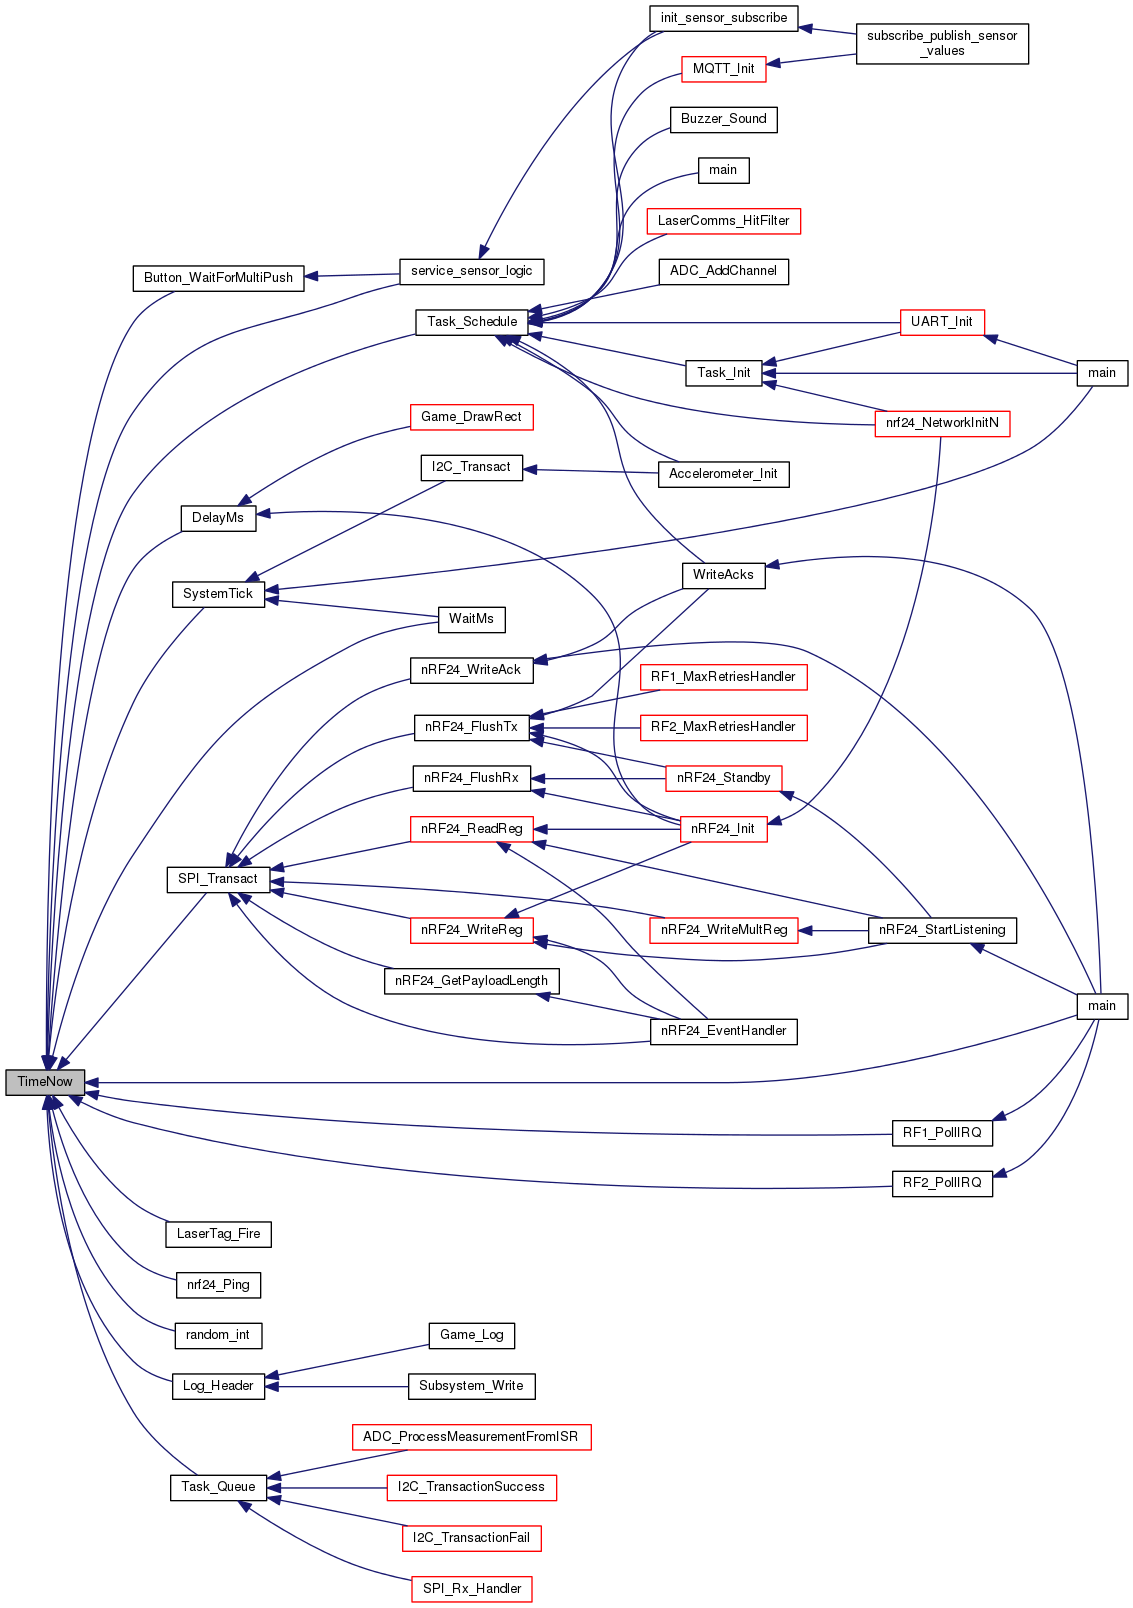 init_sensor_subscribe
subscribe_publish_sensor
_values
MQTT_Init
Buzzer_Sound
main
LaserComms_HitFilter
Button_WaitForMultiPush
service_sensor_logic
ADC_AddChannel
Task_Schedule
UART_Init
Task_Init
main
Game_DrawRect
nrf24_NetworkInitN
I2C_Transact
Accelerometer_Init
DelayMs
WriteAcks
SystemTick
WaitMs
nRF24_WriteAck
RF1_MaxRetriesHandler
nRF24_FlushTx
RF2_MaxRetriesHandler
nRF24_FlushRx
nRF24_Standby
nRF24_ReadReg
nRF24_Init
SPI_Transact
nRF24_WriteReg
nRF24_WriteMultReg
nRF24_StartListening
nRF24_GetPayloadLength
main
nRF24_EventHandler
TimeNow
RF1_PollIRQ
RF2_PollIRQ
LaserTag_Fire
nrf24_Ping
random_int
Game_Log
Log_Header
Subsystem_Write
ADC_ProcessMeasurementFromISR
Task_Queue
I2C_TransactionSuccess
I2C_TransactionFail
SPI_Rx_Handler